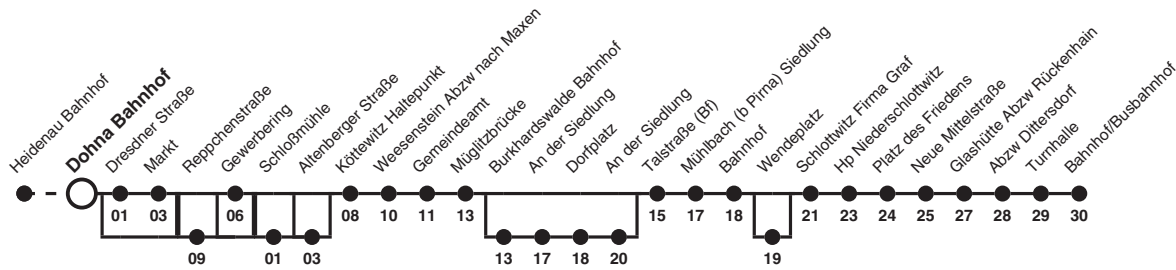 Heidenau Bahnhof
Dohna Bahnhof
Dresdner Straße
Markt
Reppchenstraße
Gewerbering
Schloßmühle
Altenberger Straße
Köttewitz Haltepunkt
Weesenstein Abzw nach Maxen
Gemeindeamt
Müglitzbrücke
Burkhardswalde Bahnhof
An der Siedlung
Dorfplatz
An der Siedlung
Talstraße (Bf)
Mühlbach (b Pirna) Siedlung
Bahnhof
Wendeplatz
Schlottwitz Firma Graf
Hp Niederschlottwitz
Platz des Friedens
Neue Mittelstraße
Glashütte Abzw Rückenhain
Abzw Dittersdorf
Turnhalle
Bahnhof/Busbahnhof
01 03 06 08 10 11 13 15 17 18 21 23 24 25 27 28 29 30
09 01 03 13 17 18 20 19